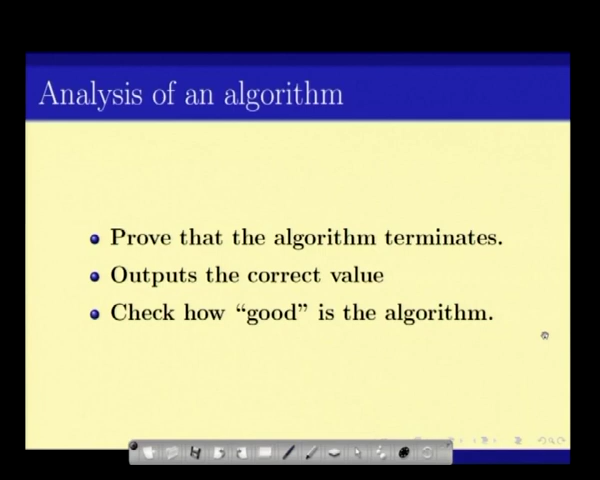 Analysis of an algorithm
Prove that the algorithm terminates.
Outputs the correct value
Check how “good” is the algorithm.